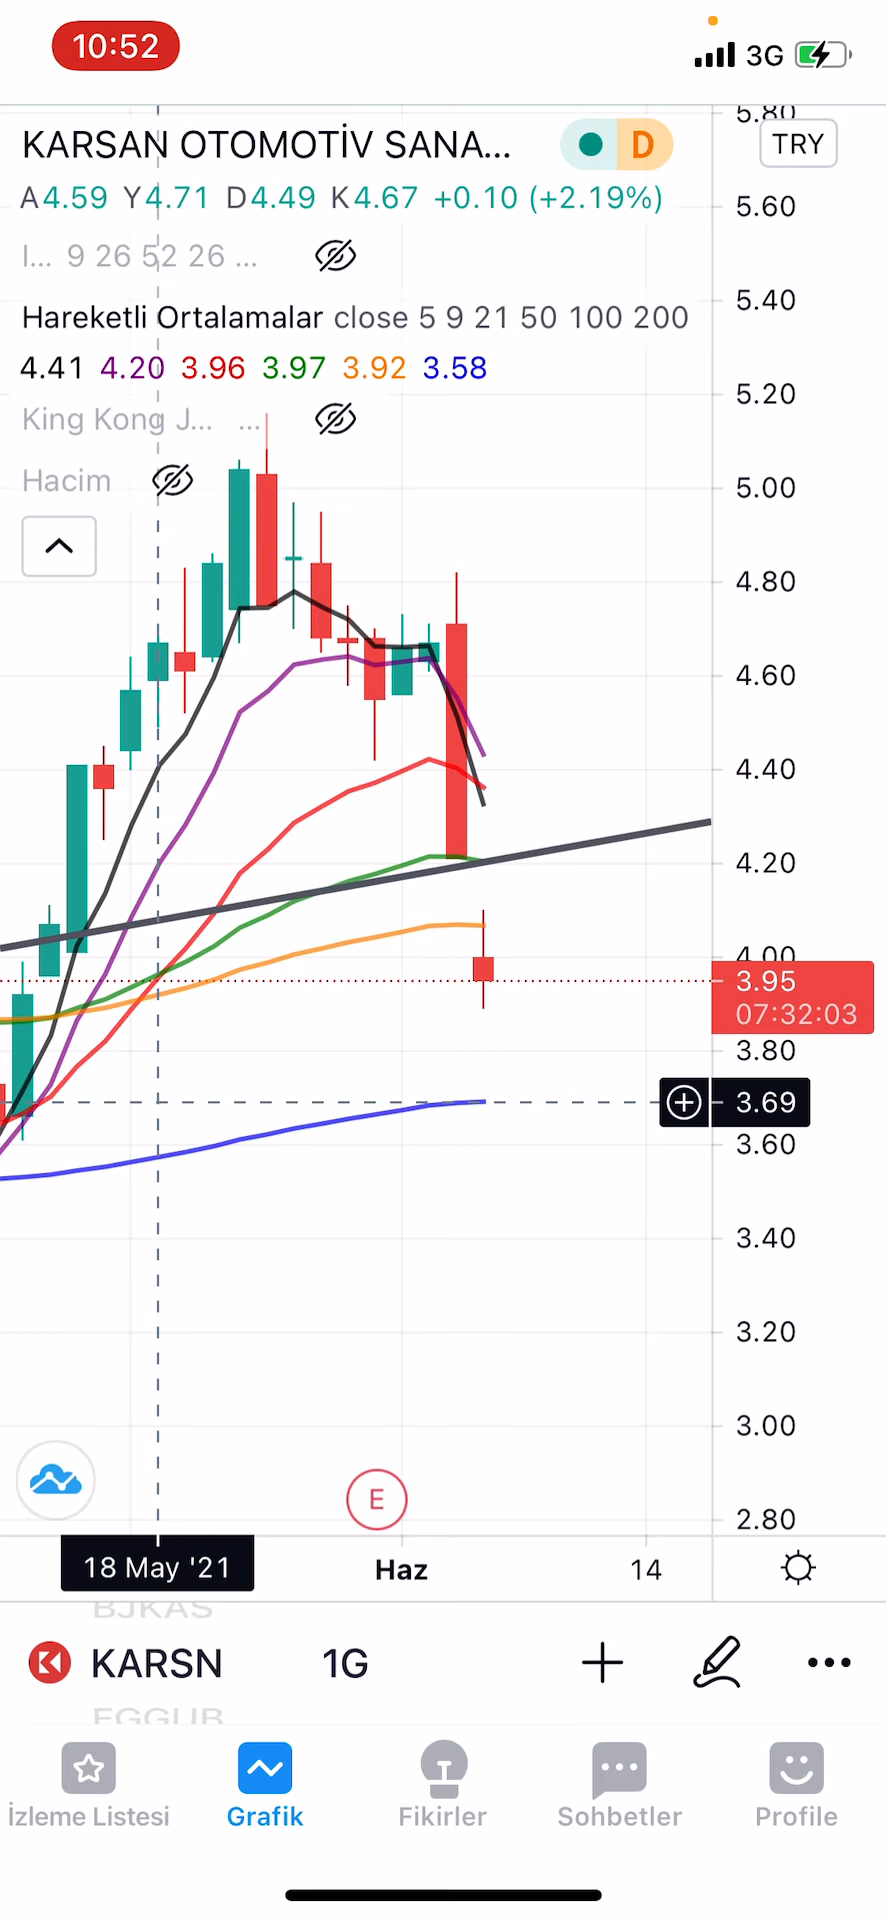 10:52
3G
5.80
KARSAN OTOMOTİV SANA...
D
TRY
A4.59 Y4.71 D4.49 K4.67 +0.10 (+2.19%)
5.60
I... 9 26 52 26 ...
5.40
Hareketli Ortalamalar close 5 9 21 50 100 200
4.41 4.20 3.96 3.97 3.92 3.58
5.20
King Kong J... ...
Hacim
5.00
4.80
4.60
4.40
4.20
4.00
3.95
07:32:03
3.80
3.69
3.60
3.40
3.20
3.00
E
2.80
18 May '21
Haz
14
BJKAS
KARSN
1G
EGGUB
İzleme Listesi
Grafik
Fikirler
Sohbetler
Profile